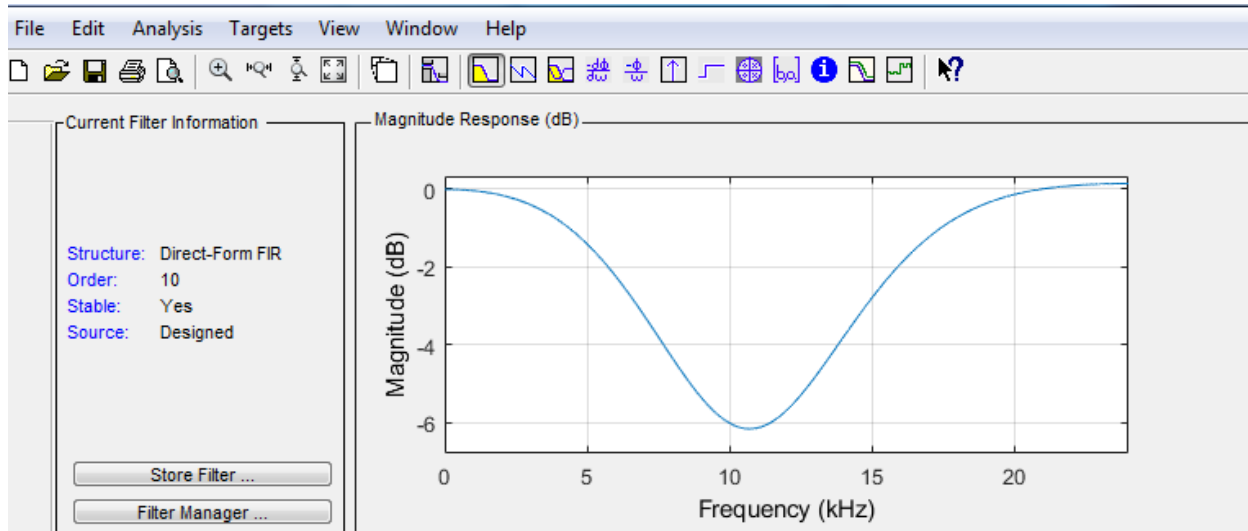 File Edit Analysis Targets View Window Help
Current Filter Information
Structure: Direct-Form FIR
Order: 10
Stable: Yes
Source: Designed
Store Filter ...
Filter Manager ...
Magnitude Response (dB)
Magnitude (dB)
0
-2
-4
-6
0 5 10 15 20
Frequency (kHz)